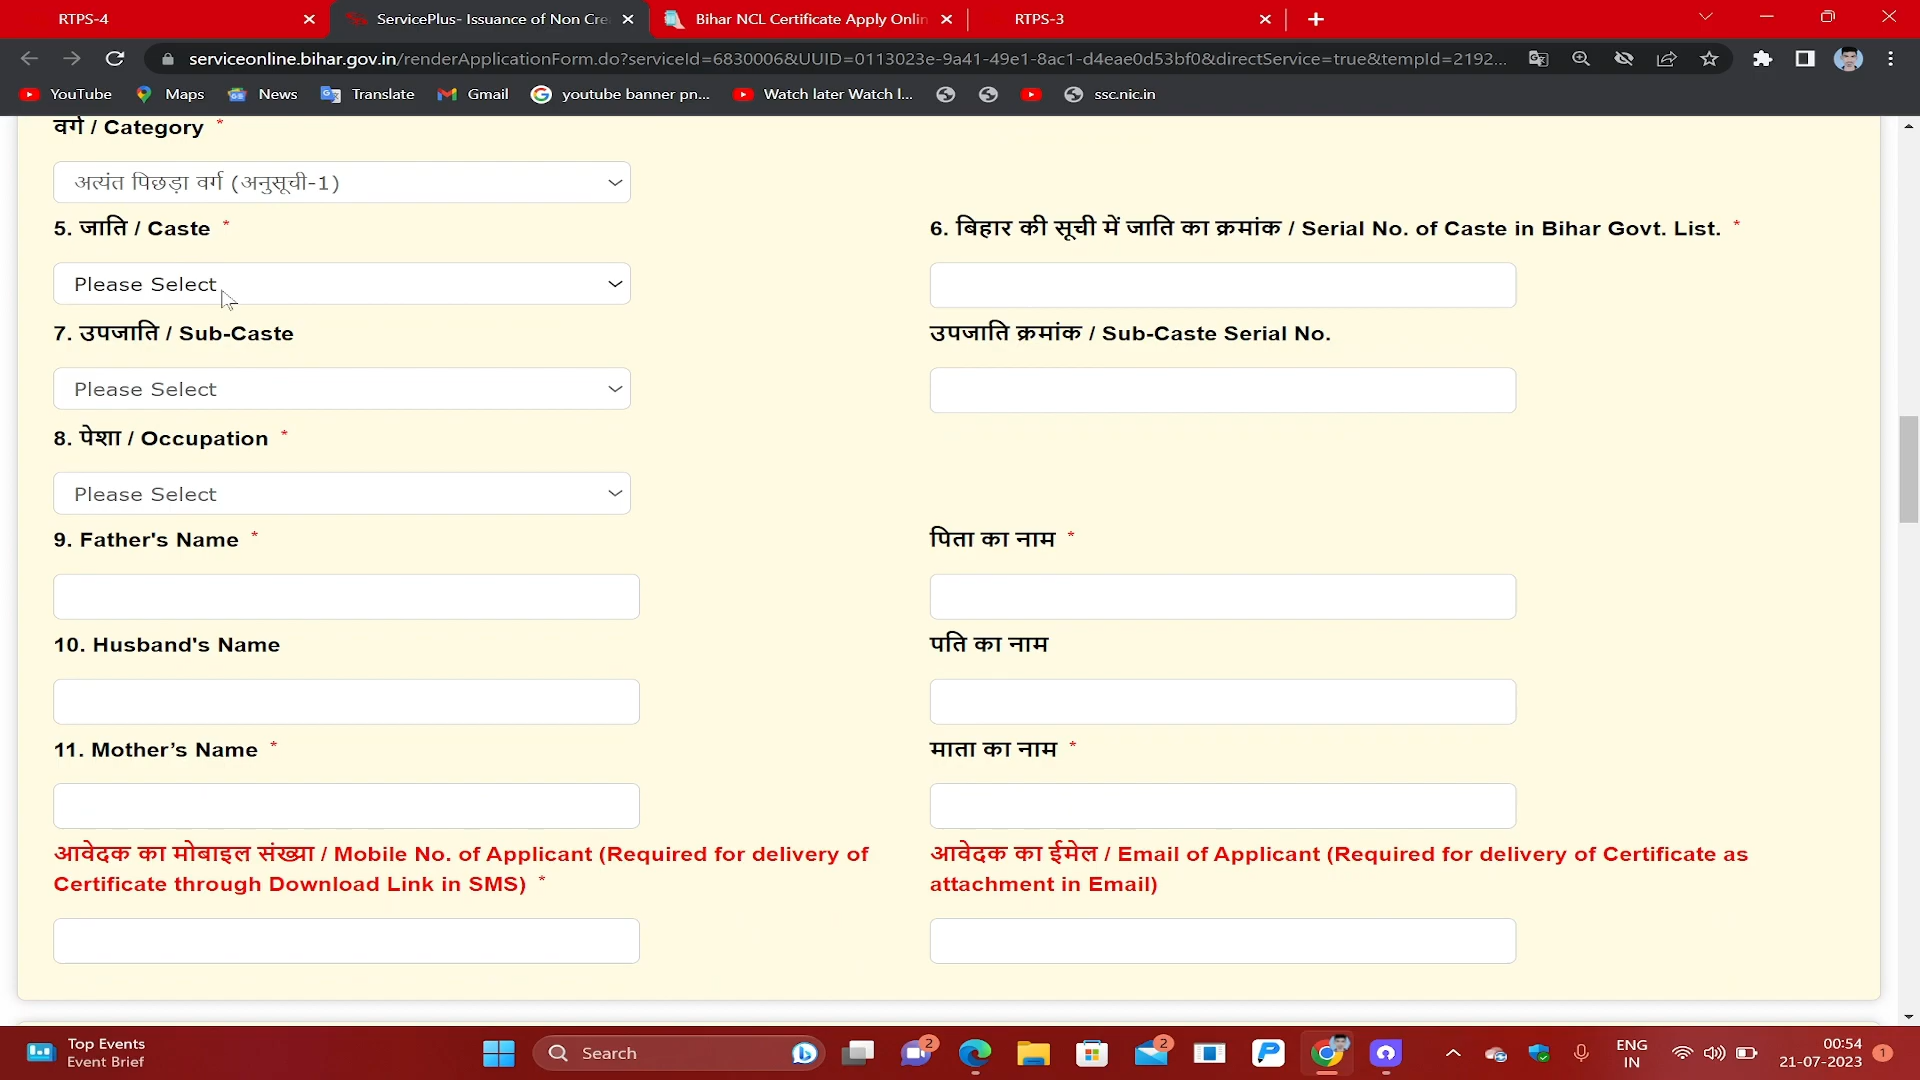 RTPS-4
ServicePlus- Issuance of Non Cre
Bihar NCL Certificate Apply Onlin
RTPS-3
serviceonline.bihar.gov.in/renderApplicationForm.do?serviceId=6830006&UUID=0113023e-9a41-49e1-8ac1-d4eae0d53bf0&directService=true&tempId=2192...
YouTube
Maps
News
Translate
Gmail
youtube banner pn...
Watch later Watch l...
ssc.nic.in
वर्ग / Category *
अत्यंत पिछड़ा वर्ग (अनुसूची-1)
5. जाति / Caste *
6. बिहार की सूची में जाति का क्रमांक / Serial No. of Caste in Bihar Govt. List. *
Please Select
7. उपजाति / Sub-Caste
उपजाति क्रमांक / Sub-Caste Serial No.
Please Select
8. पेशा / Occupation *
Please Select
9. Father's Name *
पिता का नाम *
10. Husband's Name
पति का नाम
11. Mother’s Name *
माता का नाम *
आवेदक का मोबाइल संख्या / Mobile No. of Applicant (Required for delivery of
Certificate through Download Link in SMS) *
आवेदक का ईमेल / Email of Applicant (Required for delivery of Certificate as
attachment in Email)
Top Events
Event Brief
Search
2
2
ENG
IN
00:54
21-07-2023
1